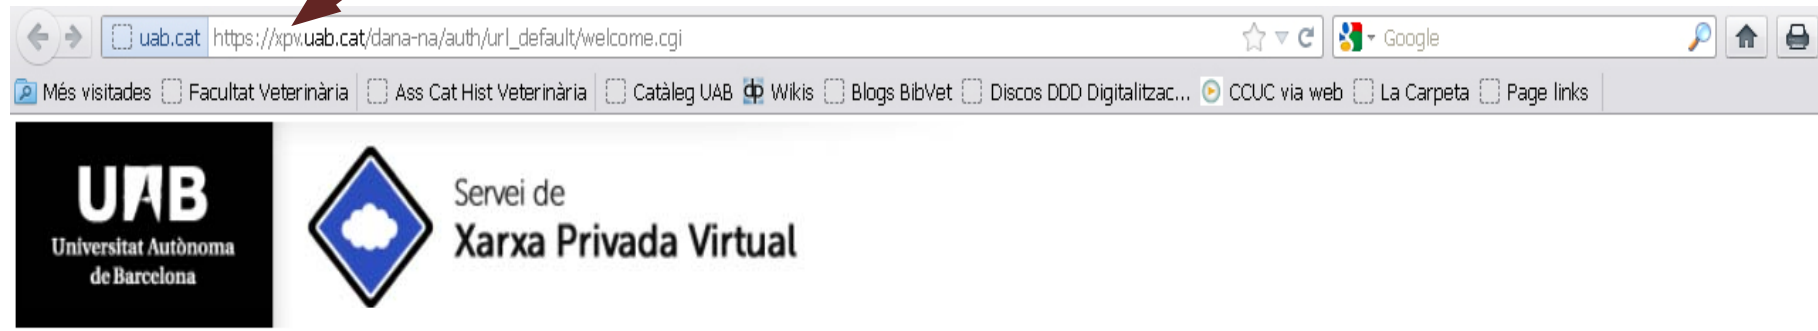 uab.cat https://xpv.uab.cat/dana-na/auth/url_default/welcome.cgi Google
Més visitades Facultat Veterinària Ass Cat Hist Veterinària Catàleg UAB Wikis Blogs BibVet Discos DDD Digitalitzac... CCUC via web La Carpeta Page links
UAB
Universitat Autònoma
de Barcelona
Servei de
Xarxa Privada Virtual